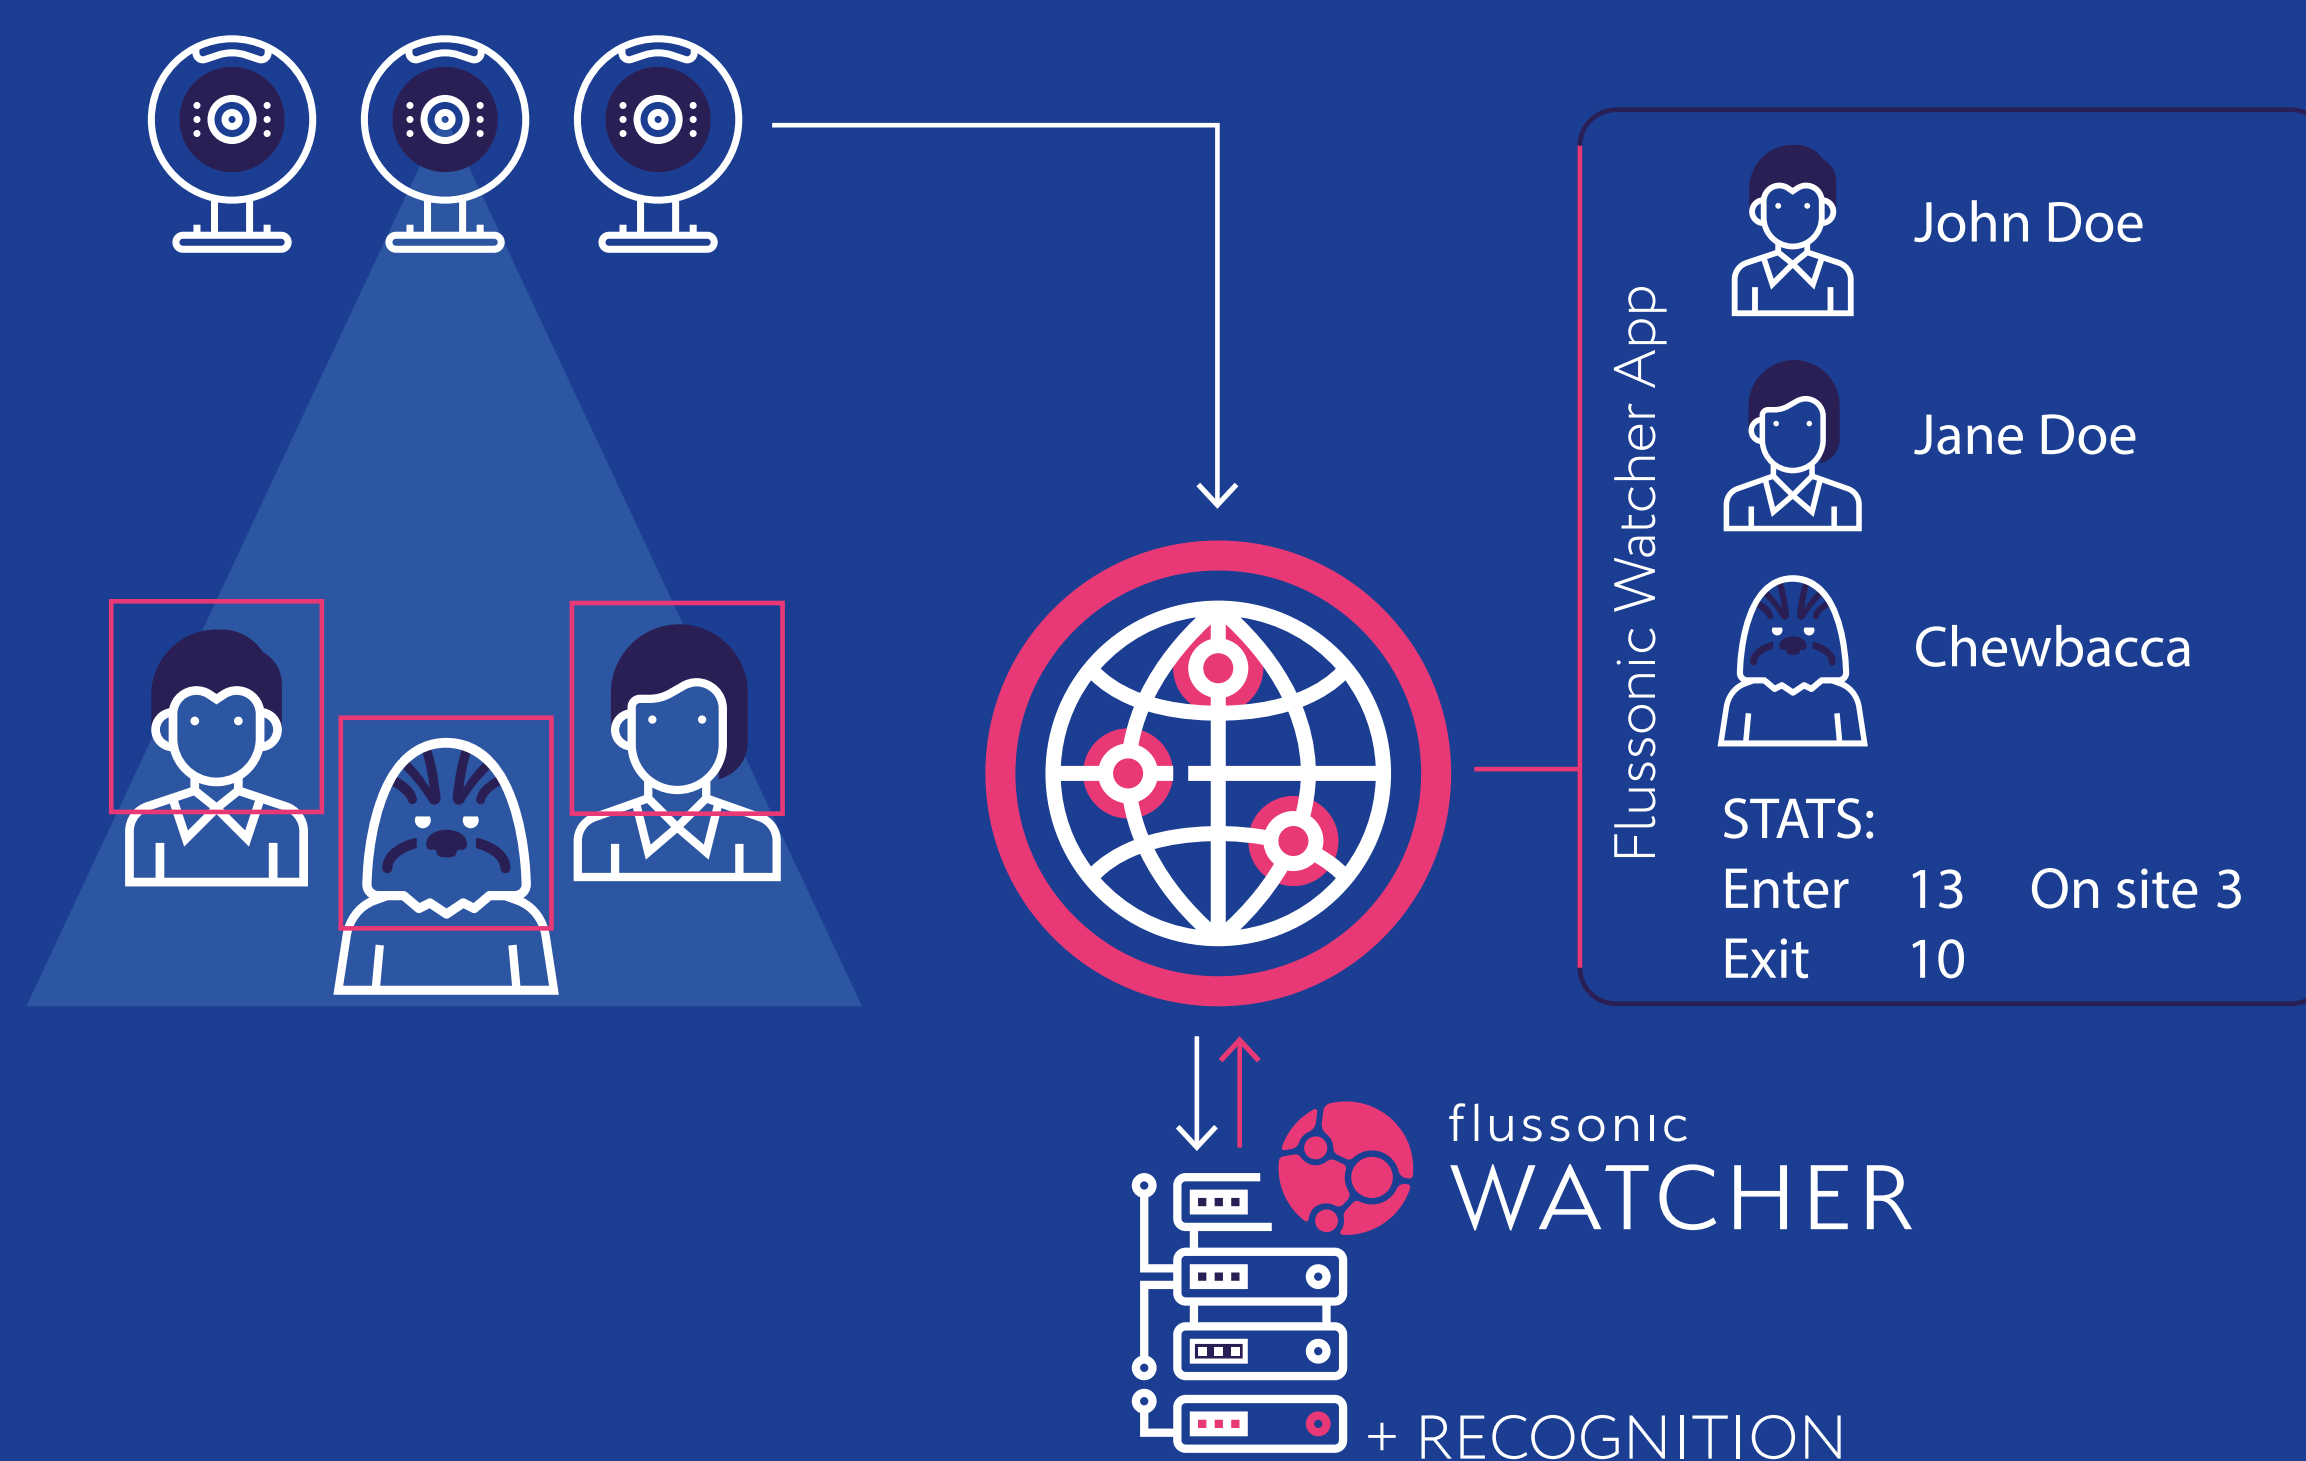 Flussonic Watcher App
John Doe
Jane Doe
Chewbacca
STATS:
Enter 13 On site 3
Exit 10
flussonic
WATCHER
+ RECOGNITION